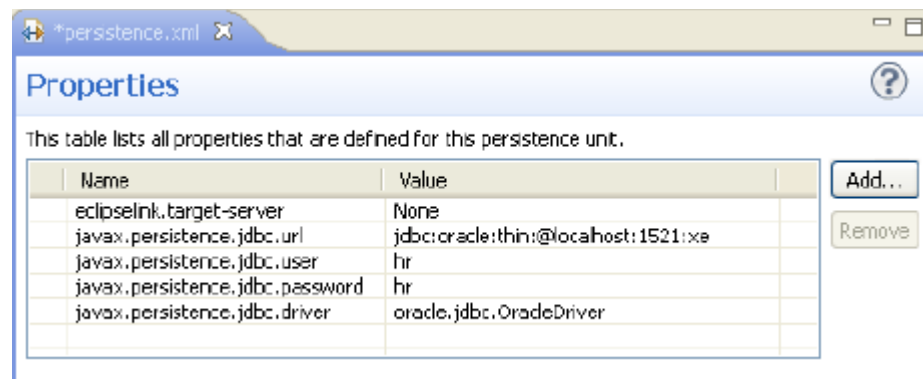 *persistence.xml
Properties
This table lists all properties that are defined for this persistence unit.
Name Value
eclipselink.target-server None
javax.persistence.jdbc.url jdbc:oracle:thin:@localhost:1521:xe
javax.persistence.jdbc.user hr
javax.persistence.jdbc.password hr
javax.persistence.jdbc.driver oracle.jdbc.OracleDriver
Add...
Remove